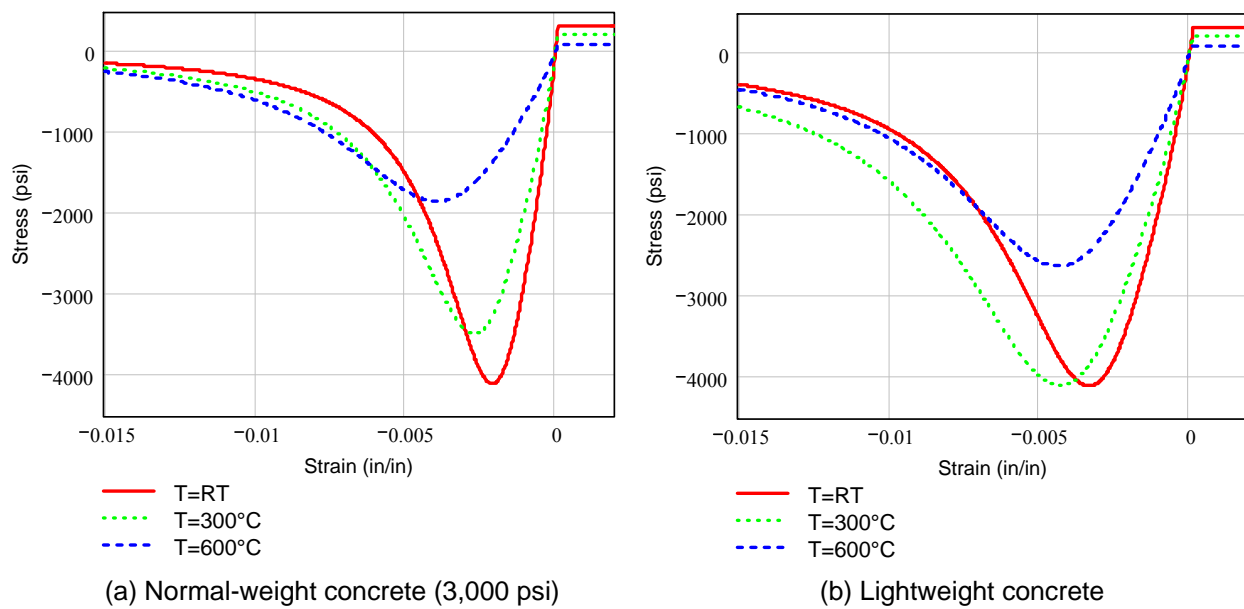 0
−1000
−2000
−3000
−4000
Stress (psi)
−0.015
−0.01
−0.005
0
Strain (in/in)
T=RT
T=300°C
T=600°C
(a) Normal-weight concrete (3,000 psi)
0
−1000
−2000
−3000
−4000
Stress (psi)
−0.015
−0.01
−0.005
0
Strain (in/in)
T=RT
T=300°C
T=600°C
(b) Lightweight concrete